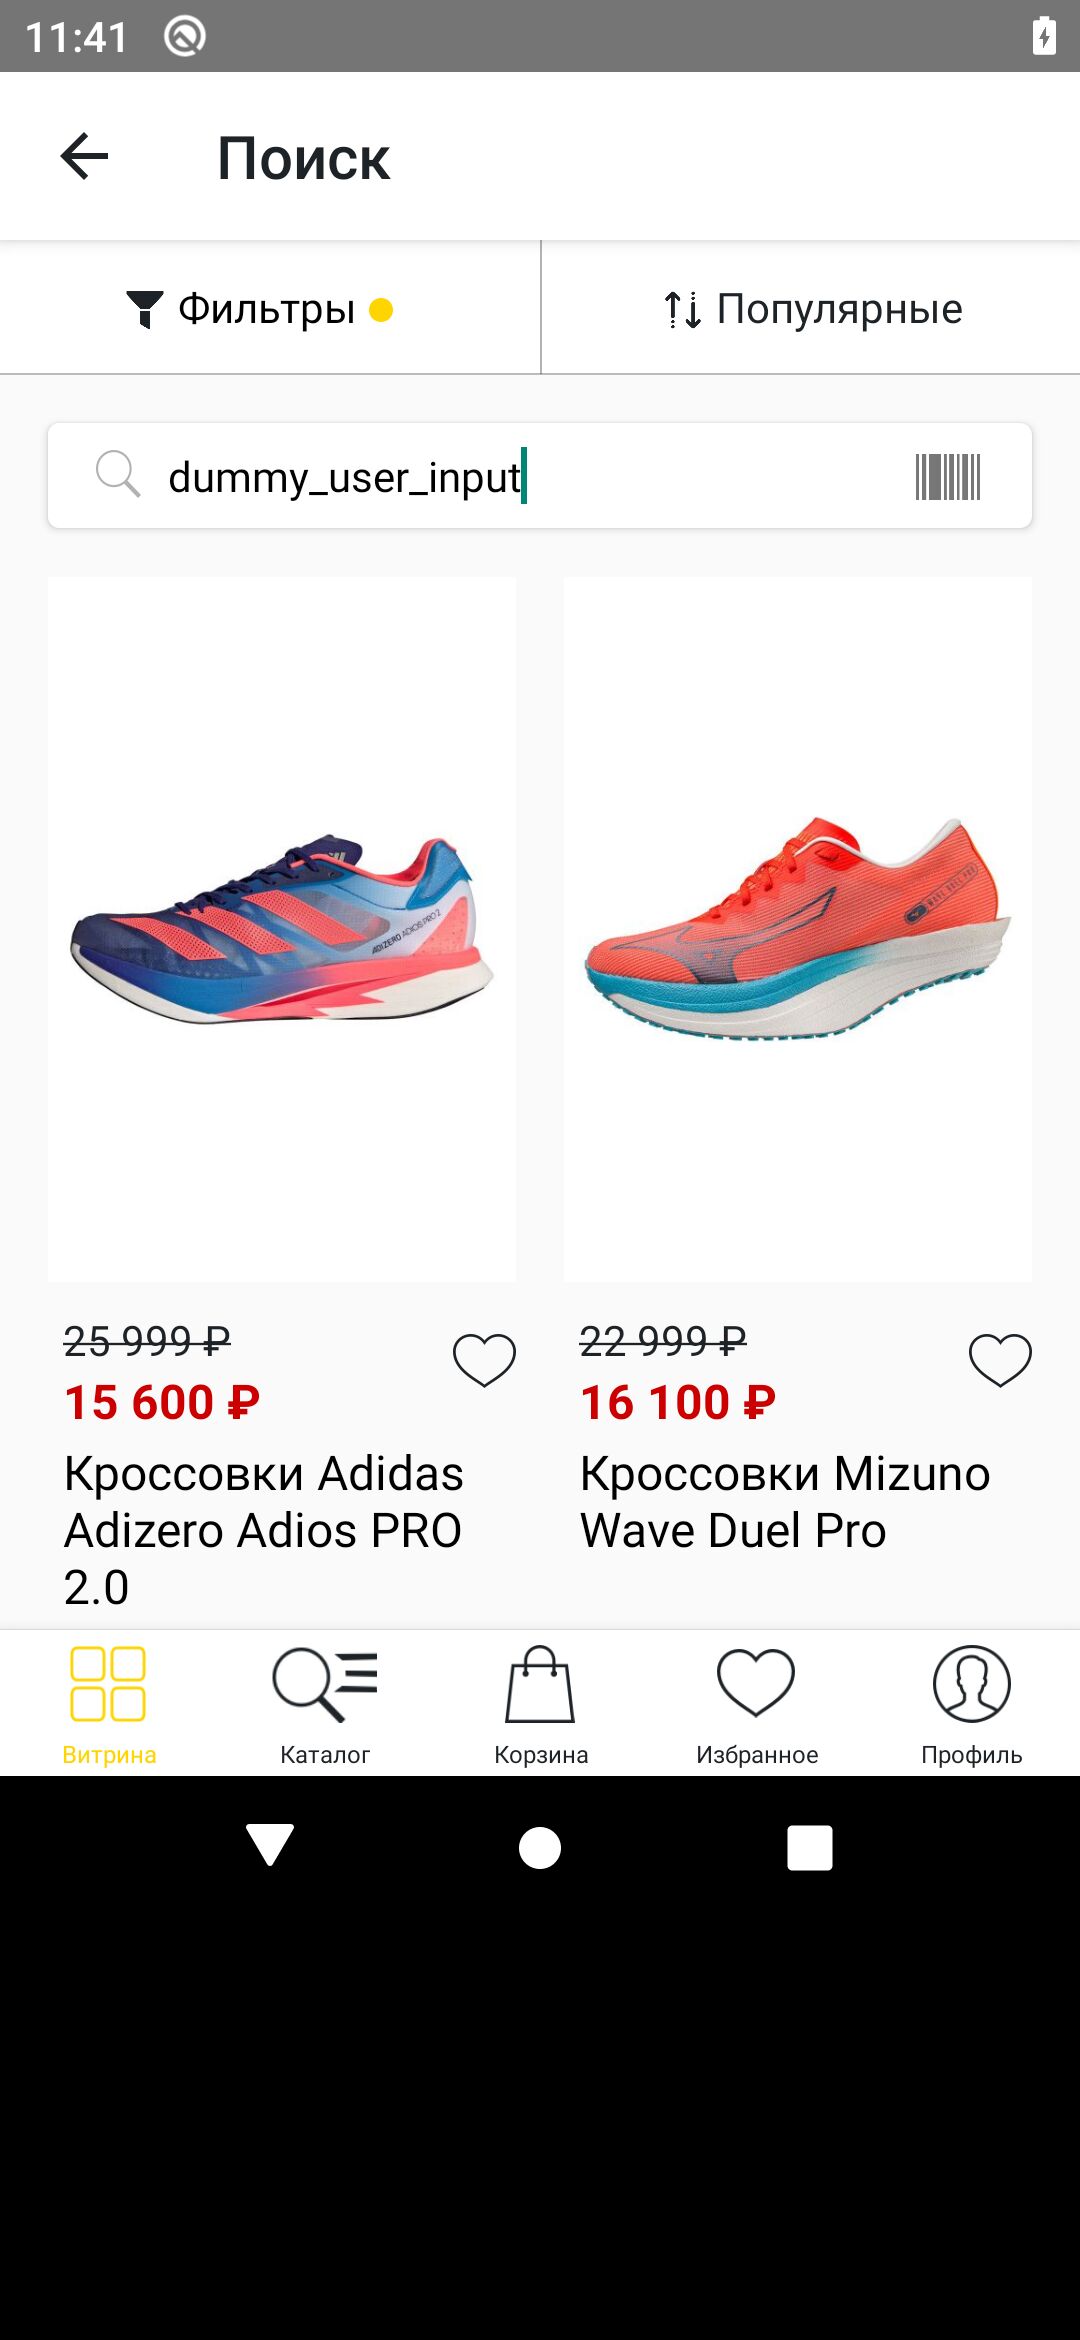 11:41
Поиск
Фильтры
Популярные
dummy_user_input
ADIZERO ADIOS PRO 2
25 999 ₽
15 600 ₽
Кроссовки Adidas
Adizero Adios PRO
2.0
22 999 ₽
16 100 ₽
Кроссовки Mizuno
Wave Duel Pro
Витрина
Каталог
Корзина
Избранное
Профиль